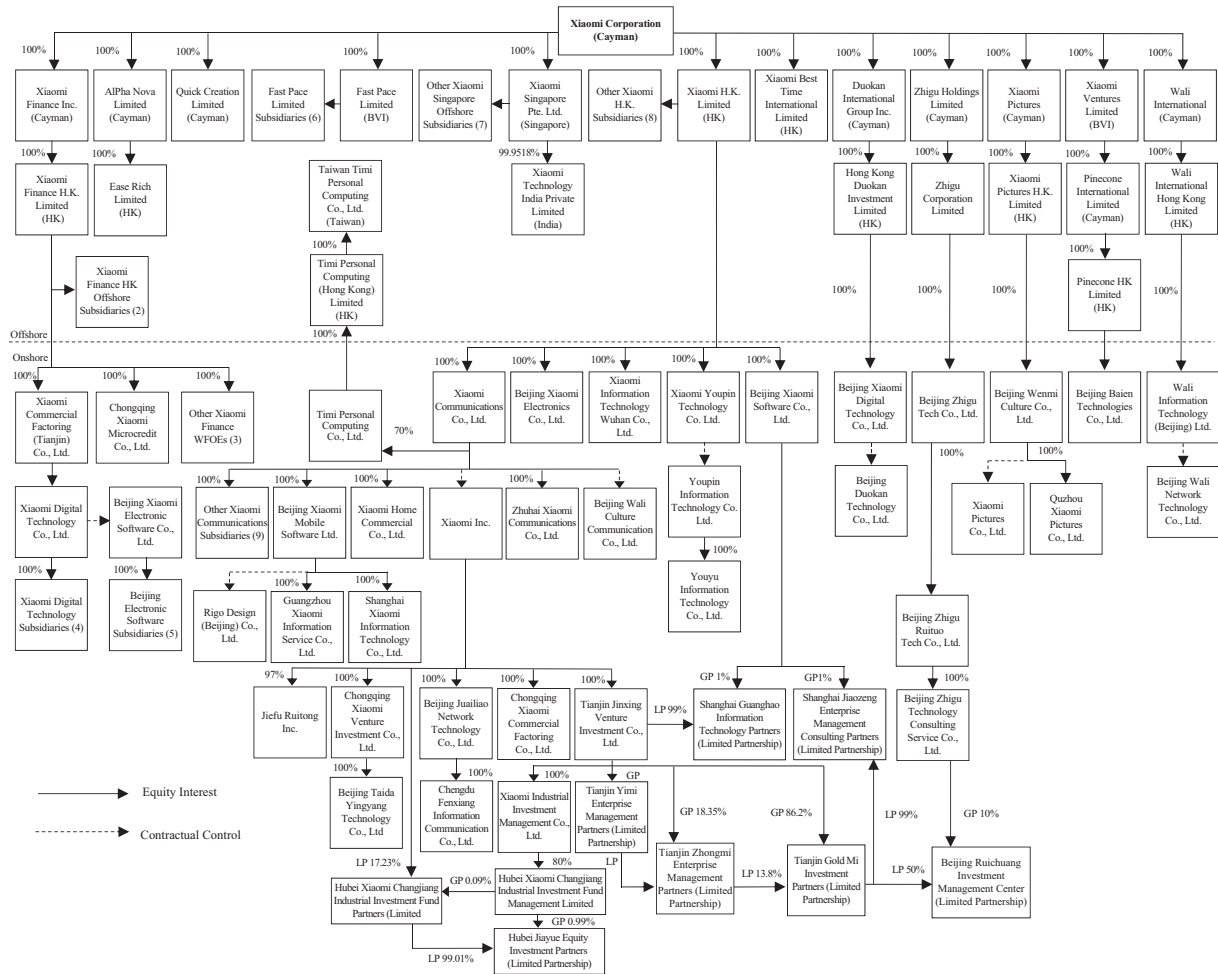 Xiaomi Corporation
(Cayman)
100%
100%
100%
100%
100%
100%
100%
100%
100%
100%
100%
100%
Xiaomi
Finance Inc.
(Cayman)
AlPha Nova
Limited
(Cayman)
Quick Creation
Limited
(Cayman)
Fast Pace
Limited
Subsidiaries (6)
Fast Pace
Limited
(BVI)
Other Xiaomi
Singapore
Offshore
Subsidiaries (7)
Xiaomi
Singapore
Pte. Ltd.
(Singapore)
Other Xiaomi
H.K.
Subsidiaries (8)
Xiaomi H.K.
Limited
(HK)
Xiaomi Best
Time
International
Limited
(HK)
Duokan
International
Group Inc.
(Cayman)
Zhigu Holdings
Limited
(Cayman)
Xiaomi
Pictures
(Cayman)
Xiaomi
Ventures Limited
(BVI)
Wali
International
(Cayman)
100%
100%
99.9518%
100%
100%
100%
100%
100%
Xiaomi
Finance H.K.
Limited
(HK)
Ease Rich
Limited
(HK)
Taiwan Timi
Personal
Computing
Co., Ltd.
(Taiwan)
Xiaomi
Technology
India Private
Limited
(India)
Hong Kong
Duokan
Investment
Limited
(HK)
Zhigu
Corporation
Limited
Xiaomi
Pictures H.K.
Limited
(HK)
Pinecone
International
Limited
(Cayman)
Wali
International
Hong Kong
Limited
(HK)
100%
100%
Xiaomi
Finance HK
Offshore
Subsidiaries (2)
Timi Personal
Computing
(Hong Kong)
Limited
(HK)
Pinecone HK
Limited
(HK)
100%
100%
100%
100%
100%
100%
Offshore
Onshore
100%
100%
100%
100%
100%
100%
100%
100%
Xiaomi
Commercial
Factoring
(Tianjin)
Co., Ltd.
Chongqing
Xiaomi
Microcredit
Co., Ltd.
Other Xiaomi
Finance
WFOEs (3)
Timi Personal
Computing
Co., Ltd.
Xiaomi
Communications
Co., Ltd.
Beijing Xiaomi
Electronics
Co., Ltd.
Xiaomi
Information
Technology
Wuhan Co., Ltd.
Xiaomi Youpin
Technology Co.,
Ltd.
Beijing Xiaomi
Software Co., Ltd.
Beijing Xiaomi
Digital
Technology
Co., Ltd.
Beijing Zhigu
Tech Co., Ltd.
Beijing Wenmi
Culture Co.,
Ltd.
Beijing Baien
Technologies
Co., Ltd.
Wali
Information
Technology
(Beijing) Ltd.
70%
100%
100%
100%
100%
100%
100%
100%
Xiaomi Digital
Technology
Co., Ltd.
Beijing Xiaomi
Electronic
Software Co.,
Ltd.
Other Xiaomi
Communications
Subsidiaries (9)
Beijing Xiaomi
Mobile
Software Ltd.
Xiaomi Home
Commercial
Co., Ltd.
Xiaomi Inc.
Zhuhai Xiaomi
Communications
Co., Ltd.
Beijing Wali
Culture
Communication
Co., Ltd.
Youpin
Information
Technology Co.
Ltd.
Beijing
Duokan
Technology
Co., Ltd.
Xiaomi
Pictures
Co., Ltd.
Quzhou
Xiaomi
Pictures
Co., Ltd.
Beijing Wali
Network
Technology
Co., Ltd.
100%
100%
100%
100%
100%
Xiaomi Digital
Technology
Subsidiaries (4)
Beijing
Electronic
Software
Subsidiaries (5)
Rigo Design
(Beijing) Co.,
Ltd.
Guangzhou
Xiaomi
Information
Service Co.,
Ltd.
Shanghai
Xiaomi
Information
Technology
Co., Ltd.
Youyu
Information
Technology
Co., Ltd.
Beijing Zhigu
Ruituo
Tech Co., Ltd.
97%
100%
100%
100%
100%
GP 1%
GP1%
100%
Jiefu Ruitong
Inc.
Chongqing
Xiaomi
Venture
Investment Co.,
Ltd.
Beijing Juailiao
Network
Technology
Co., Ltd.
Chongqing
Xiaomi
Commercial
Factoring Co.,
Ltd.
Tianjin Jinxing
Venture
Investment Co.,
Ltd.
LP 99%
Shanghai Guanghao
Information
Technology Partners
(Limited Partnership)
Shanghai Jiaozeng
Enterprise
Management
Consulting Partners
(Limited Partnership)
Beijing Zhigu
Technology
Consulting
Service Co.,
Ltd.
100%
100%
100%
GP
GP 18.35%
GP 86.2%
LP 99%
GP 10%
Equity Interest
Contractual Control
Beijing Taida
Yingyang
Technology
Co., Ltd
Chengdu
Fenxiang
Information
Communication
Co., Ltd.
Xiaomi Industrial
Investment
Management Co.,
Ltd.
Tianjin Yimi
Enterprise
Management
Partners (Limited
Partnership)
LP 17.23%
80%
LP
Tianjin Zhongmi
Enterprise
Management
Partners (Limited
Partnership)
LP 13.8%
Tianjin Gold Mi
Investment
Partners (Limited
Partnership)
LP 50%
Beijing Ruichuang
Investment
Management Center
(Limited Partnership)
Hubei Xiaomi Changjiang
Industrial Investment Fund
Partners (Limited
GP 0.09%
Hubei Xiaomi Changjiang
Industrial Investment Fund
Management Limited
GP 0.99%
LP 99.01%
Hubei Jiayue Equity
Investment Partners
(Limited Partnership)